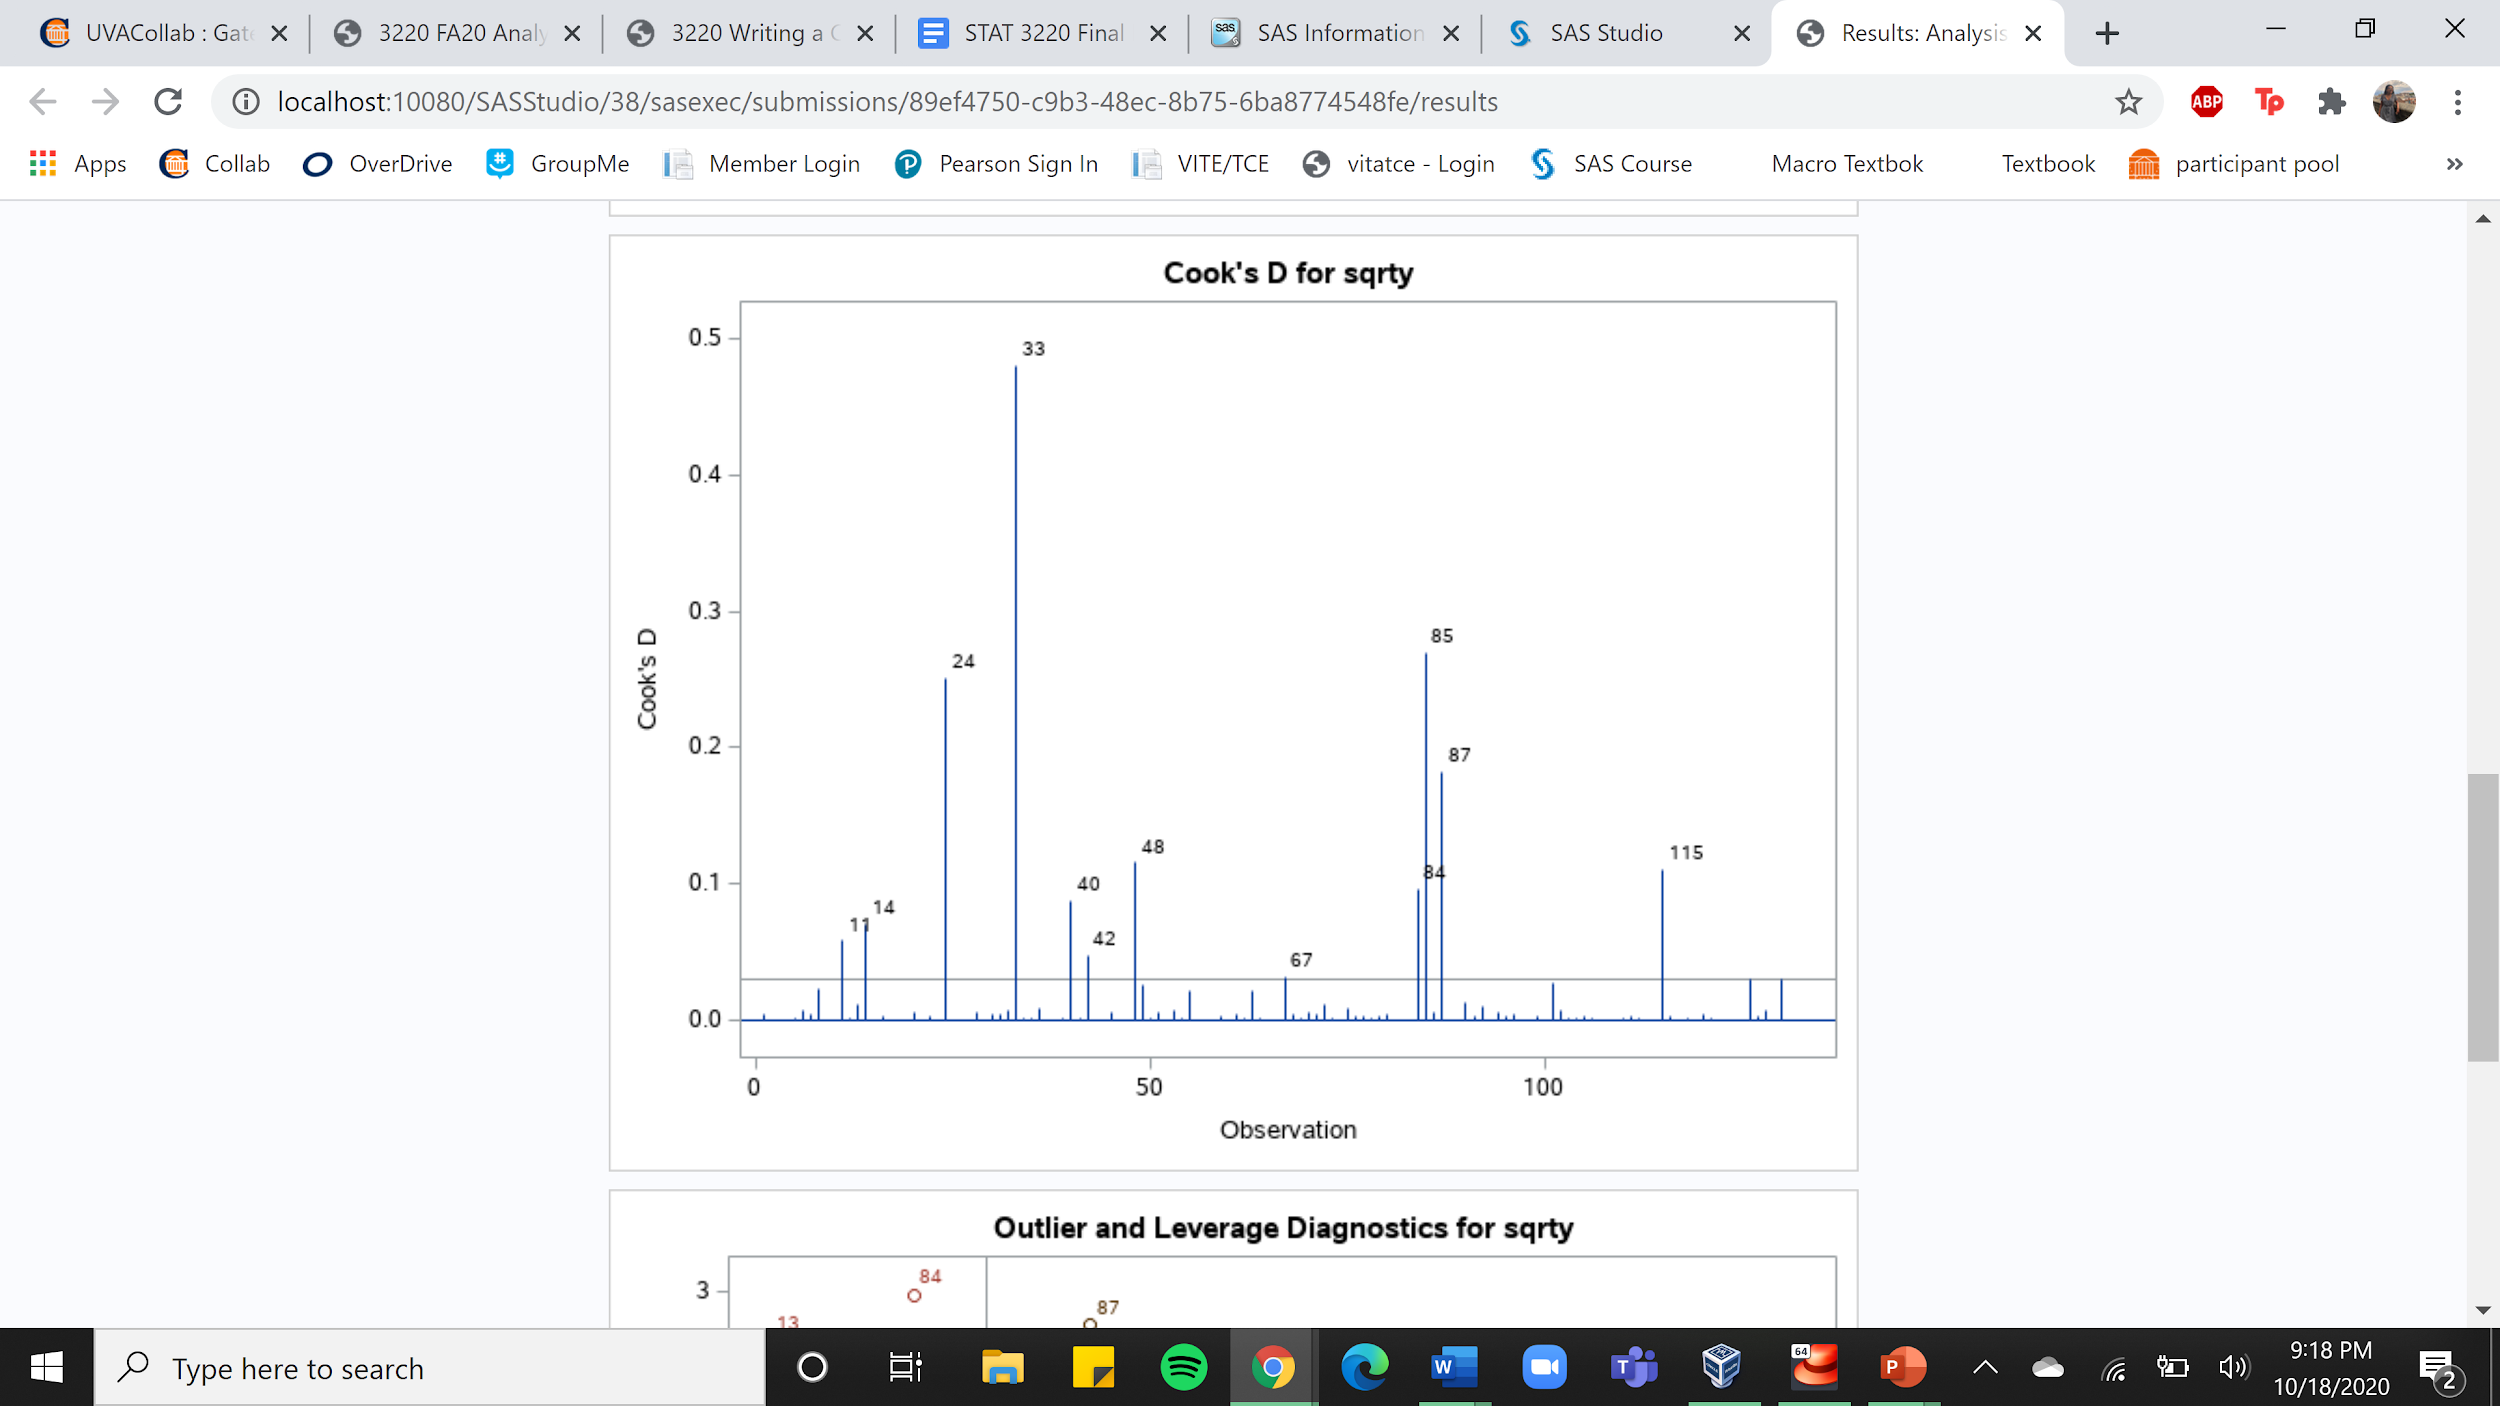 UVACollab : Gate
3220 FA20 Analy
3220 Writing a C
STAT 3220 Final
SAS Information
SAS Studio
Results: Analysis
localhost:10080/SASStudio/38/sasexec/submissions/89ef4750-c9b3-48ec-8b75-6ba8774548fe/results
ABP
Tp
Apps
Collab
OverDrive
GroupMe
Member Login
Pearson Sign In
VITE/TCE
vitatce - Login
SAS Course
Macro Textbok
Textbook
participant pool
»
Cook's D for sqrty
0.5
0.4
0.3
0.2
0.1
0.0
Cook's D
33
85
24
87
48
115
84
40
14
11
42
67
0
50
100
Observation
Outlier and Leverage Diagnostics for sqrty
3
84
87
13
Type here to search
64
9:18 PM
10/18/2020
2